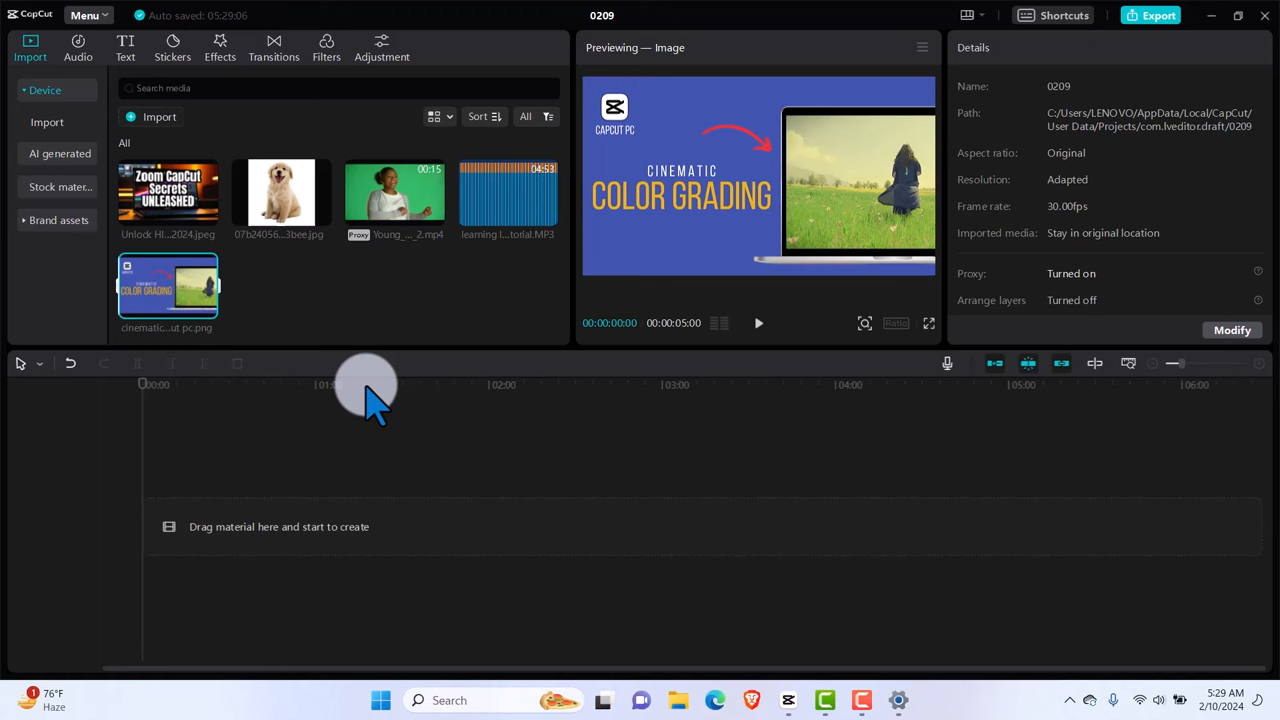 CapCut
Menu
Auto saved: 05:29:06
0209
Shortcuts
Export
Import
Audio
Text
Stickers
Effects
Transitions
Filters
Adjustment
Device
Import
AI generated
Stock mater...
Brand assets
Search media
Import
Sort
All
All
Zoom CapCut
Secrets
UNLEASHED
Unlock HI...2024.jpeg
07b24056...3bee.jpg
00:15
Proxy Young_..._2.mp4
04:53
learning l...torial.MP3
CINEMATIC
COLOR GRADING
cinematic...ut pc.png
Previewing — Image
CAPCUT PC
CINEMATIC
COLOR GRADING
00:00:00:00 00:00:05:00
Ratio
Details
Name: 0209
Path: C:/Users/LENOVO/AppData/Local/CapCut/
User Data/Projects/com.lveditor.draft/0209
Aspect ratio: Original
Resolution: Adapted
Frame rate: 30.00fps
Imported media: Stay in original location
Proxy: Turned on
Arrange layers Turned off
Modify
00:00 |01:00 |02:00 |03:00 |04:00 |05:00 |06:00
Drag material here and start to create
1
76°F
Haze
Search
5:29 AM
2/10/2024